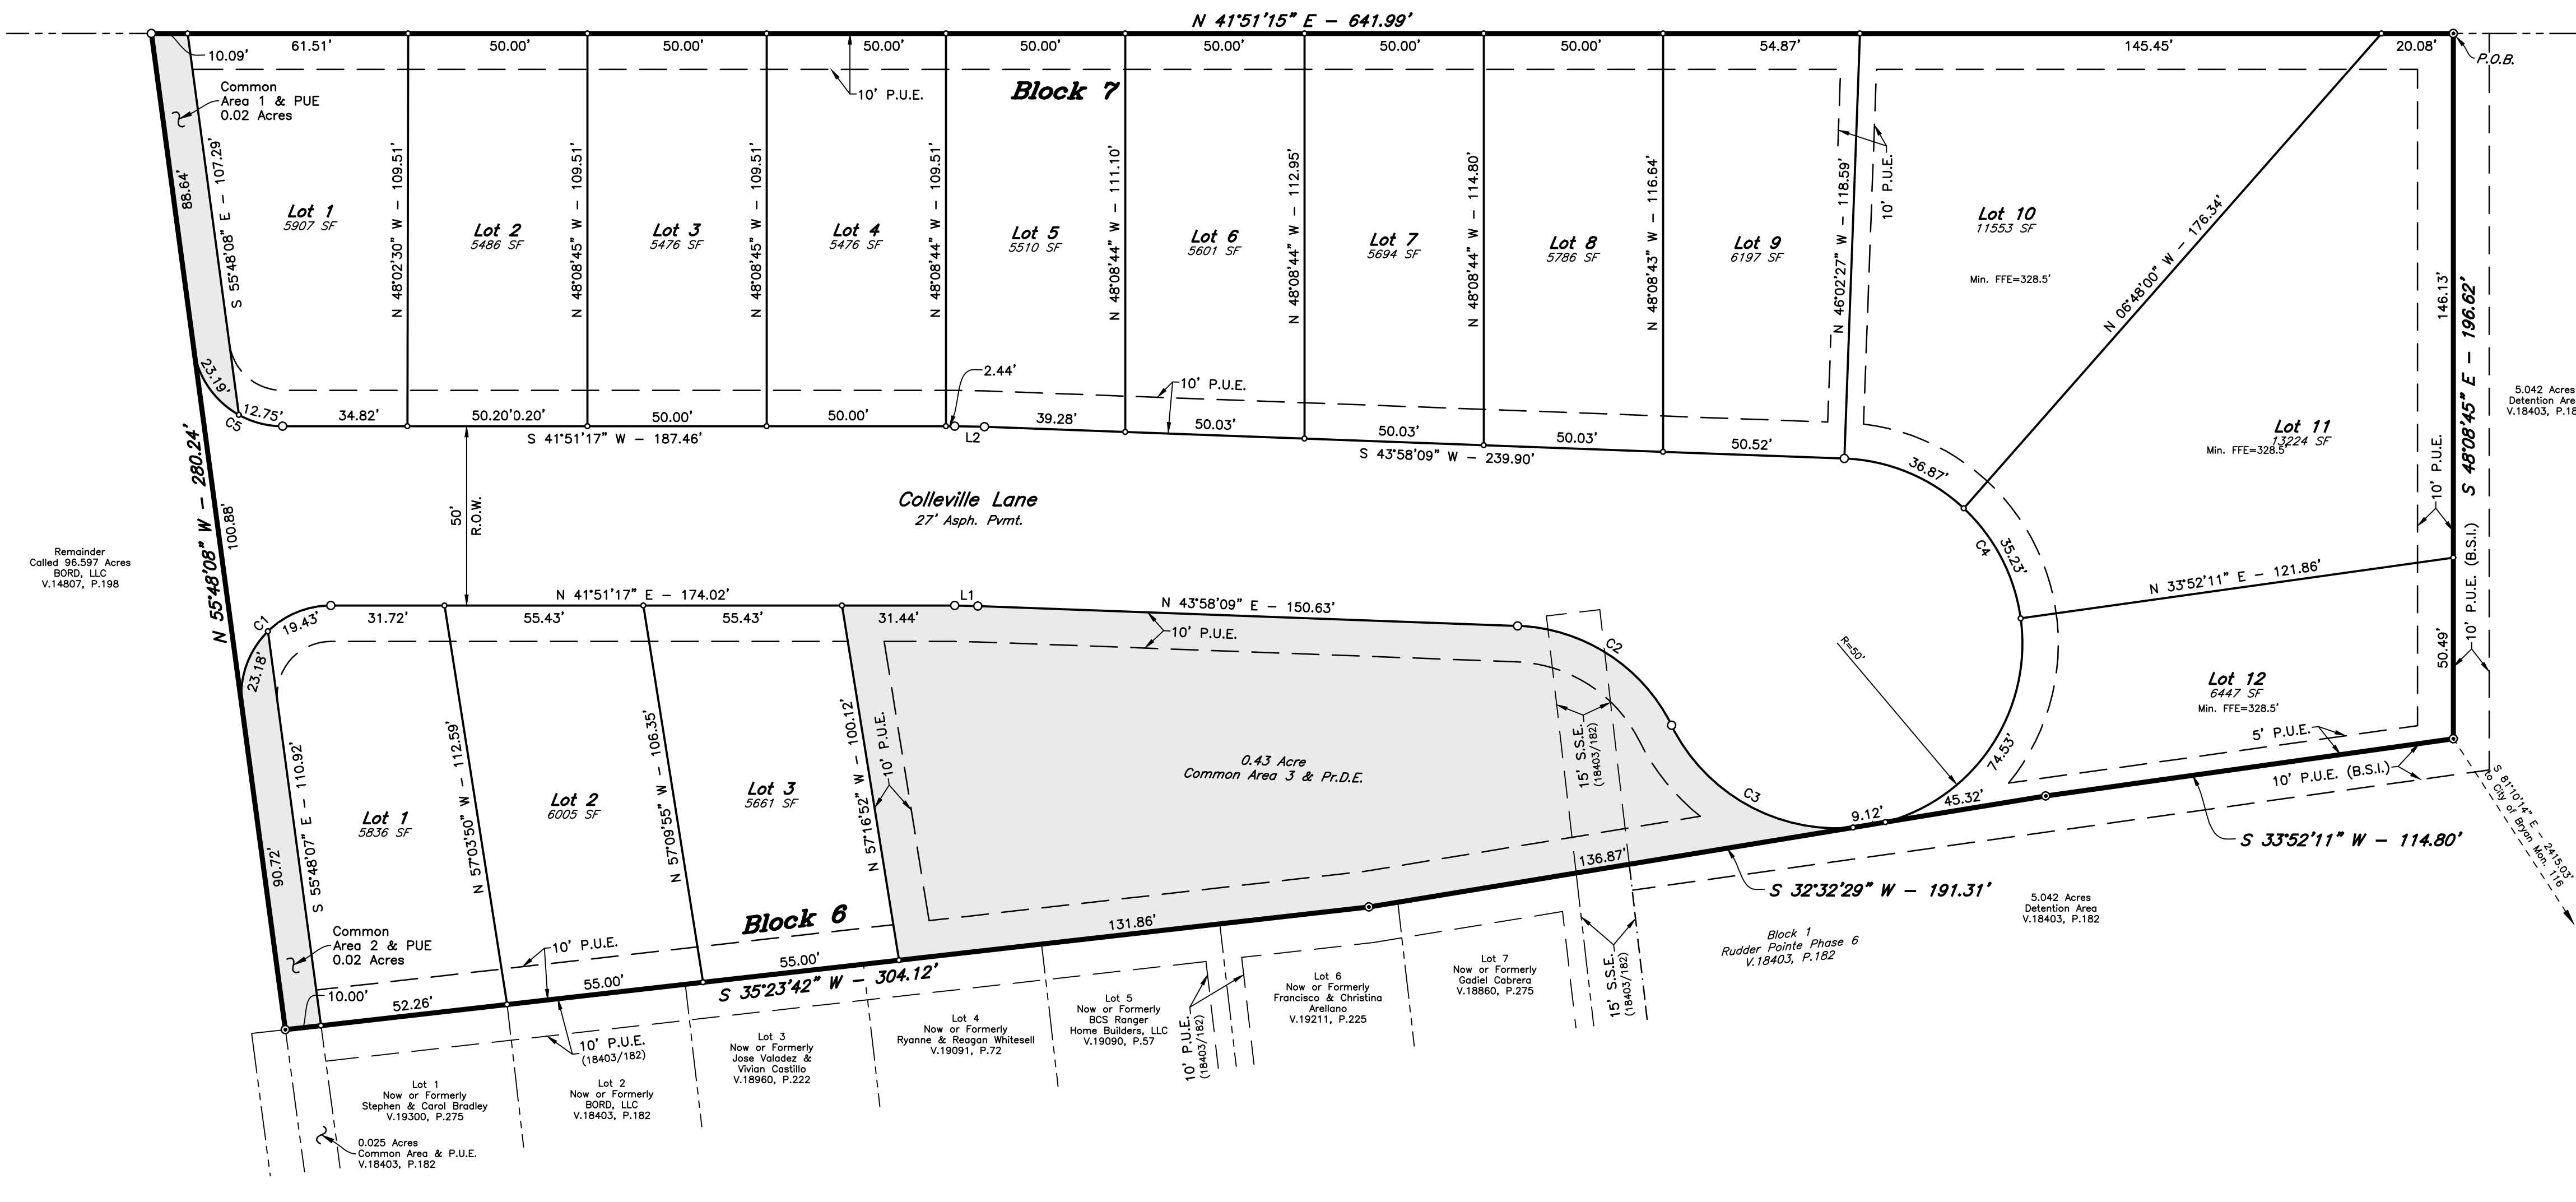 N 41°51'15" E - 641.99'
61.51'
50.00'
50.00'
50.00'
50.00'
50.00'
50.00'
50.00'
54.87'
145.45'
20.08'
10.09'
P.O.B.
Common
Area 1 & PUE
0.02 Acres
10' P.U.E.
Block 7
88.64'
S 55°48'08" E - 107.29'
Lot 1
5907 SF
N 48°02'30" W - 109.51'
Lot 2
5486 SF
N 48°08'45" W - 109.51'
Lot 3
5476 SF
N 48°08'45" W - 109.51'
Lot 4
5476 SF
N 48°08'44" W - 109.51'
Lot 5
5510 SF
N 48°08'44" W - 111.10'
Lot 6
5601 SF
N 48°08'44" W - 112.95'
Lot 7
5694 SF
N 48°08'44" W - 114.80'
Lot 8
5786 SF
N 48°08'43" W - 116.64'
Lot 9
6197 SF
N 46°02'27" W - 118.59'
10' P.U.E.
Lot 10
11553 SF
Min. FFE=328.5'
N 06°48'00" W - 176.34'
146.13'
S 48°08'45" E - 196.62'
Lot 11
13224 SF
Min. FFE=328.5'
10' P.U.E.
10' P.U.E. (B.S.I.)
5.042 Acres
Detention Are
V.18403, P.18
23.19'
12.75'
C5
34.82'
50.20'0.20'
50.00'
50.00'
2.44'
L2
39.28'
10' P.U.E.
50.03'
50.03'
50.03'
50.52'
S 41°51'17" W - 187.46'
S 43°58'09" W - 239.90'
36.87'
C4
35.23'
N 55°48'08" W - 280.24'
100.88'
50'
R.O.W.
Colleville Lane
27' Asph. Pvmt.
Remainder
Called 96.597 Acres
BORD, LLC
V.14807, P.198
N 33°52'11" E - 121.86'
50.49'
N 41°51'17" E - 174.02'
L1
N 43°58'09" E - 150.63'
C1
19.43'
31.72'
55.43'
55.43'
31.44'
10' P.U.E.
C2
R=50'
23.18'
Lot 12
6447 SF
Min. FFE=328.5'
5' P.U.E.
74.53'
90.72'
S 55°48'07" E - 110.92'
Lot 1
5836 SF
N 57°03'50" W - 112.59'
Lot 2
6005 SF
N 57°09'55" W - 106.35'
Lot 3
5661 SF
N 57°16'52" W - 100.12'
10' P.U.E.
0.43 Acre
Common Area 3 & Pr.D.E.
15' S.S.E.
(18403/182)
C3
9.12'
45.32'
10' P.U.E. (B.S.I.)
S 81°10'14" E - 2415.03'
to City of Bryan Mon. 116
S 33°52'11" W - 114.80'
136.87'
S 32°32'29" W - 191.31'
5.042 Acres
Detention Area
V.18403, P.182
Block 1
Rudder Pointe Phase 6
V.18403, P.182
Common
Area 2 & PUE
0.02 Acres
10' P.U.E.
Block 6
131.86'
10.00'
52.26'
55.00'
55.00'
S 35°23'42" W - 304.12'
10' P.U.E.
(18403/182)
Lot 1
Now or Formerly
Stephen & Carol Bradley
V.19300, P.275
Lot 2
Now or Formerly
BORD, LLC
V.18403, P.182
Lot 3
Now or Formerly
Jose Valadez &
Vivian Castillo
V.18960, P.222
Lot 4
Now or Formerly
Ryanne & Reagan Whitesell
V.19091, P.72
Lot 5
Now or Formerly
BCS Ranger
Home Builders, LLC
V.19090, P.57
10' P.U.E.
(18403/182)
Lot 6
Now or Formerly
Francisco & Christina
Arellano
V.19211, P.225
Lot 7
Now or Formerly
Gadiel Cabrera
V.18860, P.275
15' S.S.E.
(18403/182)
0.025 Acres
Common Area & P.U.E.
V.18403, P.182